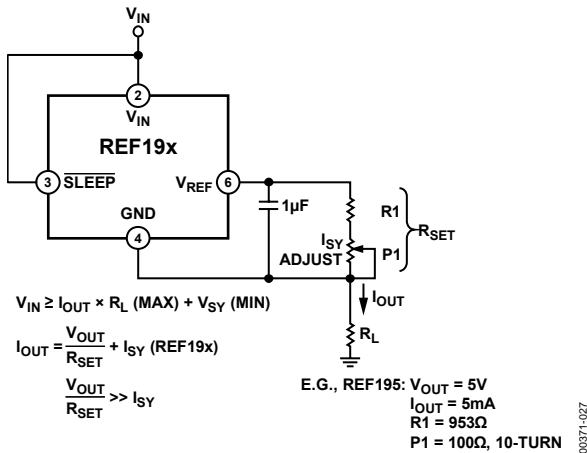 V_IN
2
V_IN
REF19x
3
SLEEP
V_REF
6
GND
4
1µF
R1
I_SY
ADJUST
P1
R_SET
I_OUT
R_L
V_IN ≥ I_OUT × R_L (MAX) + V_SY (MIN)
I_OUT = V_OUT / R_SET + I_SY (REF19x)
V_OUT / R_SET >> I_SY
E.G., REF195: V_OUT = 5V
I_OUT = 5mA
R1 = 953Ω
P1 = 100Ω, 10-TURN
00371-027